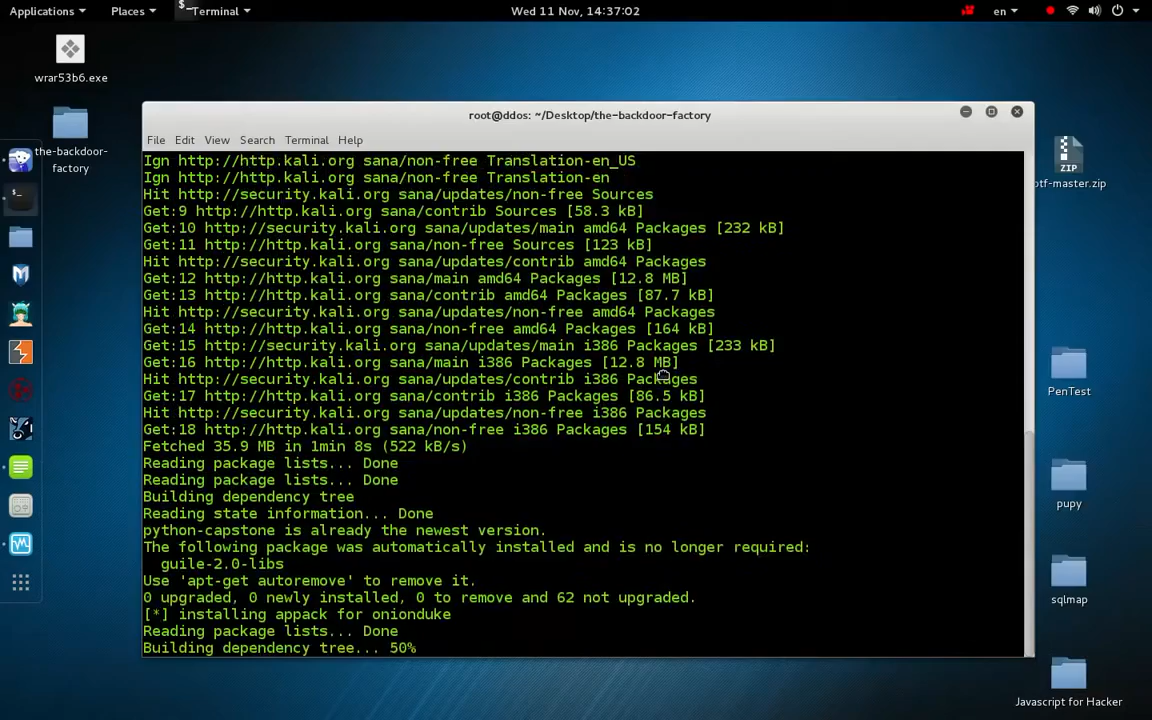 Applications Places Terminal Wed 11 Nov, 14:37:02 en
wrar53b6.exe
the-backdoor-
factory
root@ddos: ~/Desktop/the-backdoor-factory
File Edit View Search Terminal Help
Ign http://http.kali.org sana/non-free Translation-en_US
Ign http://http.kali.org sana/non-free Translation-en
Hit http://security.kali.org sana/updates/non-free Sources
Get:9 http://http.kali.org sana/contrib Sources [58.3 kB]
Get:10 http://security.kali.org sana/updates/main amd64 Packages [232 kB]
Get:11 http://http.kali.org sana/non-free Sources [123 kB]
Hit http://security.kali.org sana/updates/contrib amd64 Packages
Get:12 http://http.kali.org sana/main amd64 Packages [12.8 MB]
Get:13 http://http.kali.org sana/contrib amd64 Packages [87.7 kB]
Hit http://security.kali.org sana/updates/non-free amd64 Packages
Get:14 http://http.kali.org sana/non-free amd64 Packages [164 kB]
Get:15 http://security.kali.org sana/updates/main i386 Packages [233 kB]
Get:16 http://http.kali.org sana/main i386 Packages [12.8 MB]
Hit http://security.kali.org sana/updates/contrib i386 Packages
Get:17 http://http.kali.org sana/contrib i386 Packages [86.5 kB]
Hit http://security.kali.org sana/updates/non-free i386 Packages
Get:18 http://http.kali.org sana/non-free i386 Packages [154 kB]
Fetched 35.9 MB in 1min 8s (522 kB/s)
Reading package lists... Done
Reading package lists... Done
Building dependency tree
Reading state information... Done
python-capstone is already the newest version.
The following package was automatically installed and is no longer required:
guile-2.0-libs
Use 'apt-get autoremove' to remove it.
0 upgraded, 0 newly installed, 0 to remove and 62 not upgraded.
[*] installing appack for onionduke
Reading package lists... Done
Building dependency tree... 50%
ZIP
otf-master.zip
PenTest
pupy
sqlmap
Javascript for Hacker